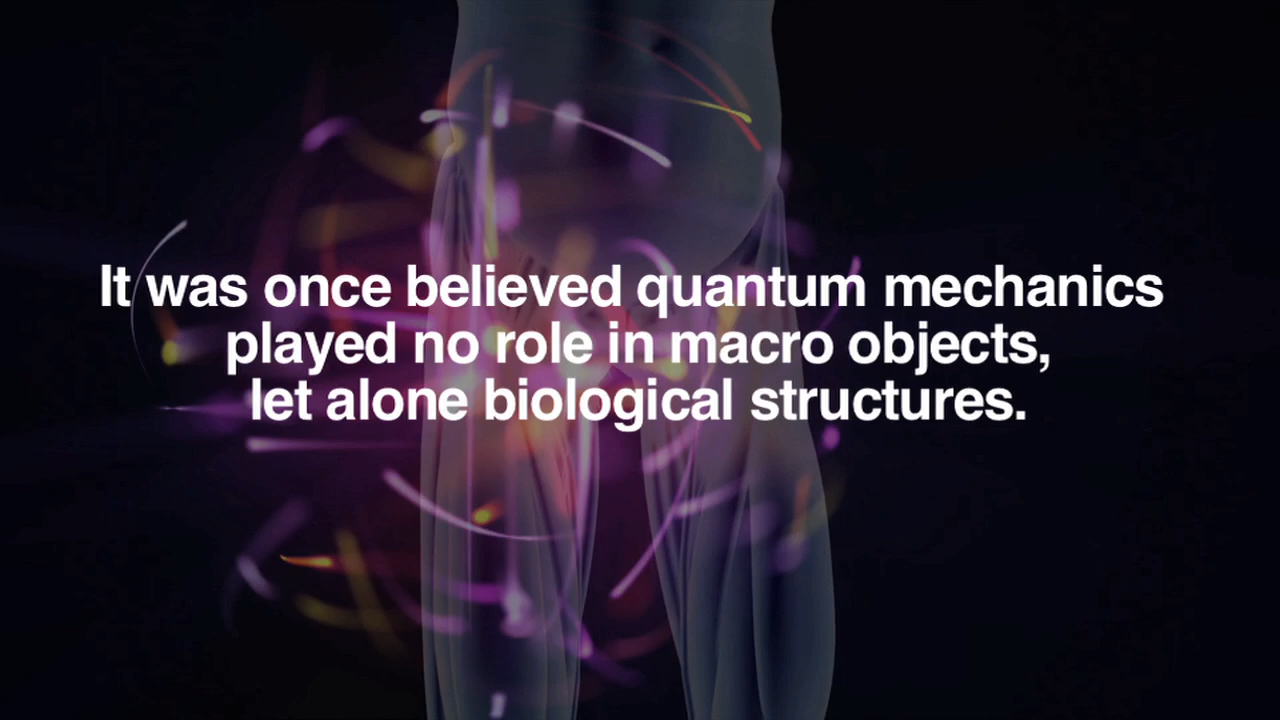 It was once believed quantum mechanics
played no role in macro objects,
let alone biological structures.